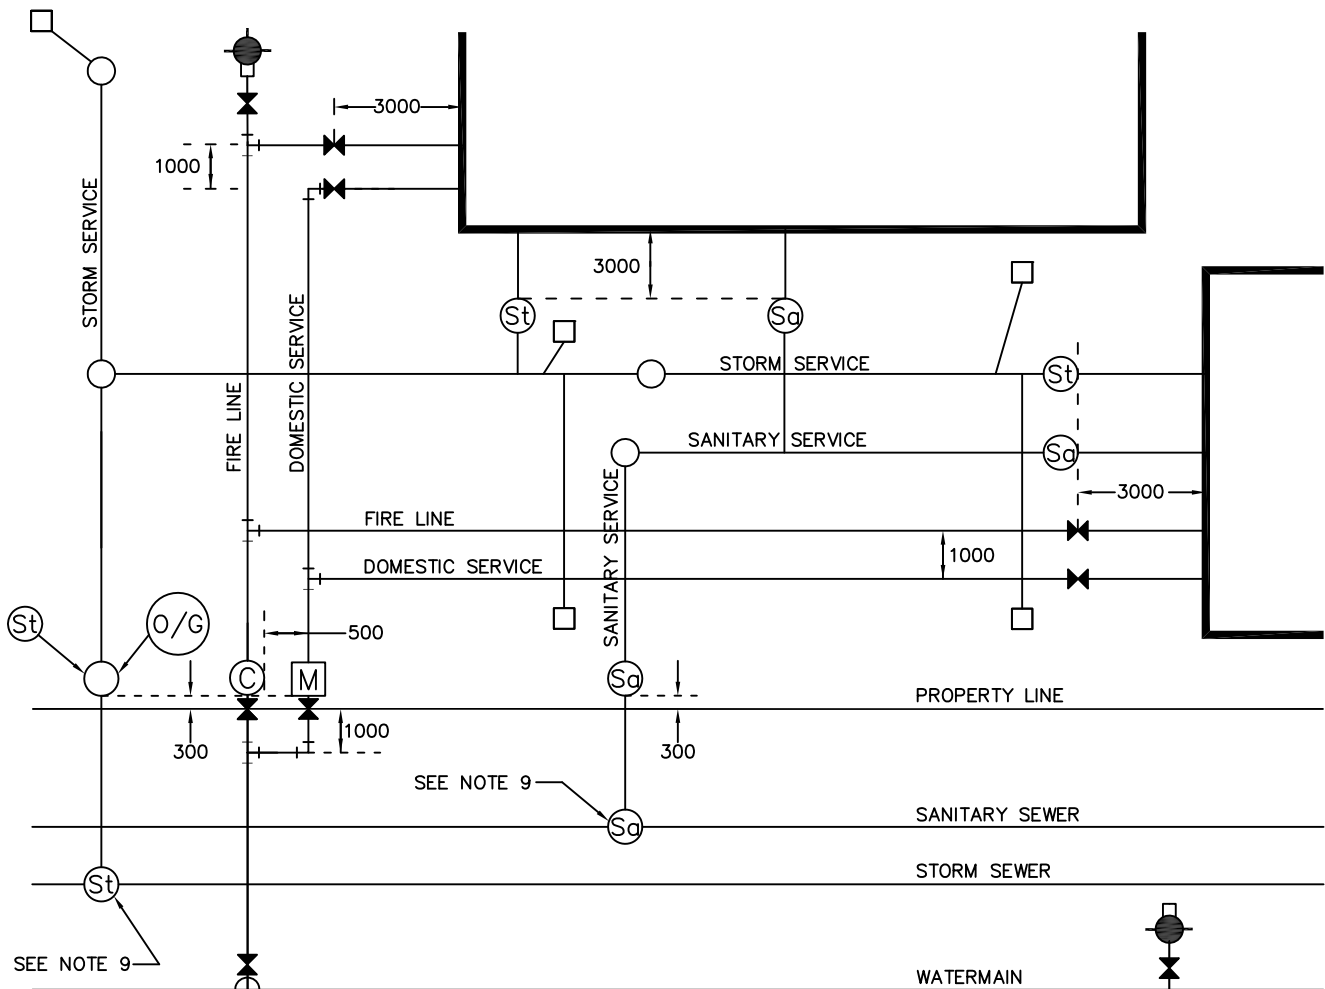 3000
1000
STORM SERVICE
3000
DOMESTIC SERVICE
St
Sa
STORM SERVICE
St
FIRE LINE
SANITARY SERVICE
Sa
SANITARY SERVICE
3000
FIRE LINE
1000
DOMESTIC SERVICE
St
O/G
500
C
M
Sa
PROPERTY LINE
300
1000
300
SEE NOTE 9
Sa
SANITARY SEWER
STORM SEWER
St
SEE NOTE 9
WATERMAIN